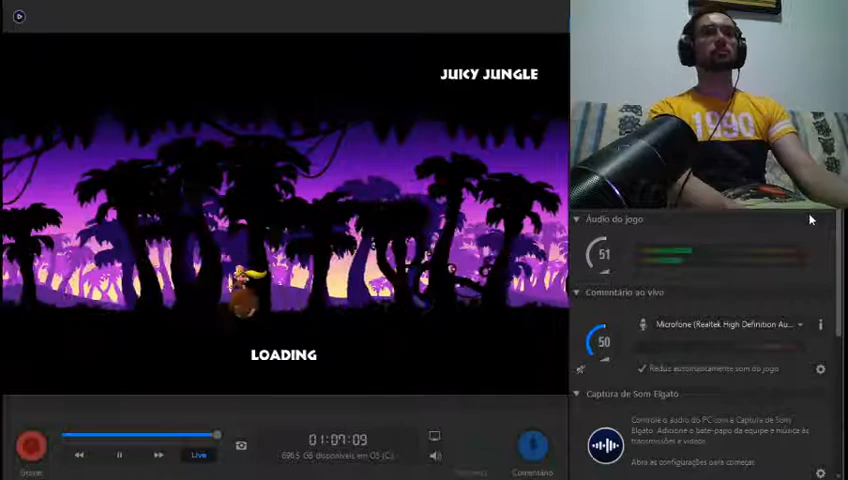 JUICY JUNGLE
1990
Áudio do jogo
51
Comentário ao vivo
Microfone (Realtek High Definition Au...
50
Reduz automaticamente som do jogo
Captura de Som Elgato
Controle o áudio do PC com a Captura de Som
Elgato. Adicione o bate-papo da equipe e música às
transmissões e vídeos.
Abra as configurações para começar
LOADING
01:07:09
Live
Gravar
GB disponíveis em OS (C:)
Comentário